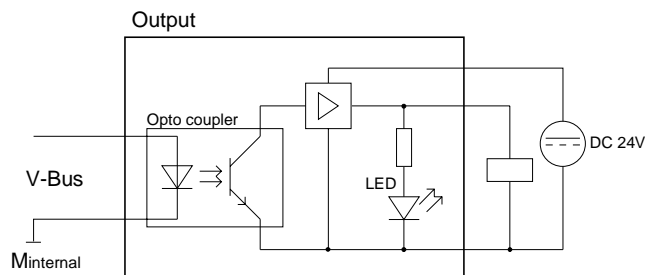 Output
Opto coupler
DC 24V
V-Bus
LED
Minternal